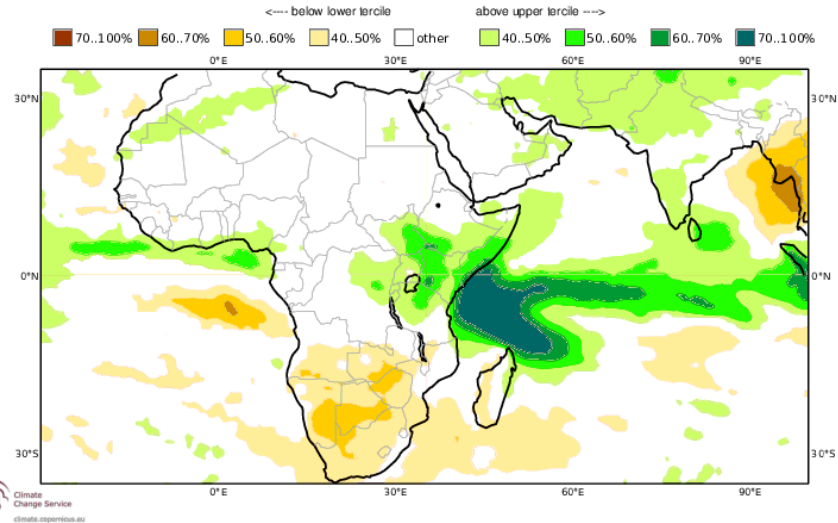 <---- below lower tercile above upper tercile ---->
70..100% 60..70% 50..60% 40..50% other 40..50% 50..60% 60..70% 70..100%
0°E 30°E 60°E 90°E
30°N 30°N
0°N 0°N
30°S 30°S
0°E 30°E 60°E 90°E
Climate
Change Service
climate.copernicus.eu